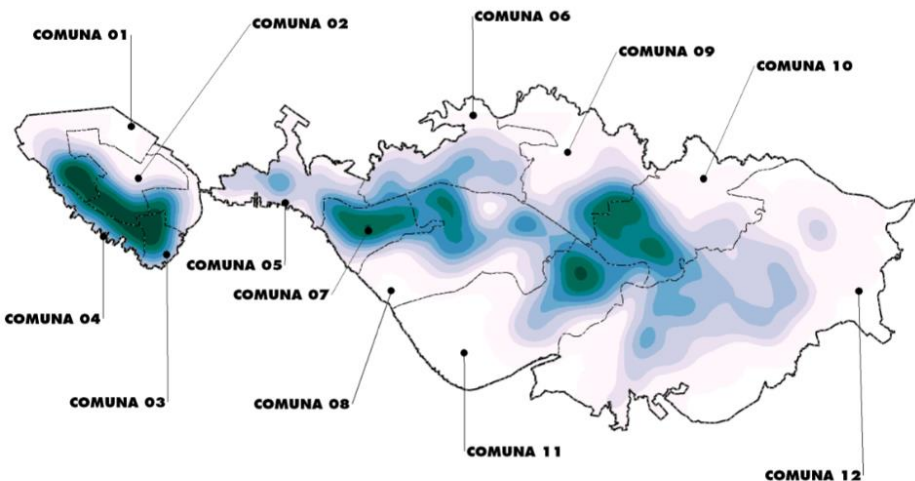 COMUNA 01
COMUNA 02
COMUNA 06
COMUNA 09
COMUNA 10
COMUNA 05
COMUNA 07
COMUNA 04
COMUNA 03
COMUNA 08
COMUNA 11
COMUNA 12